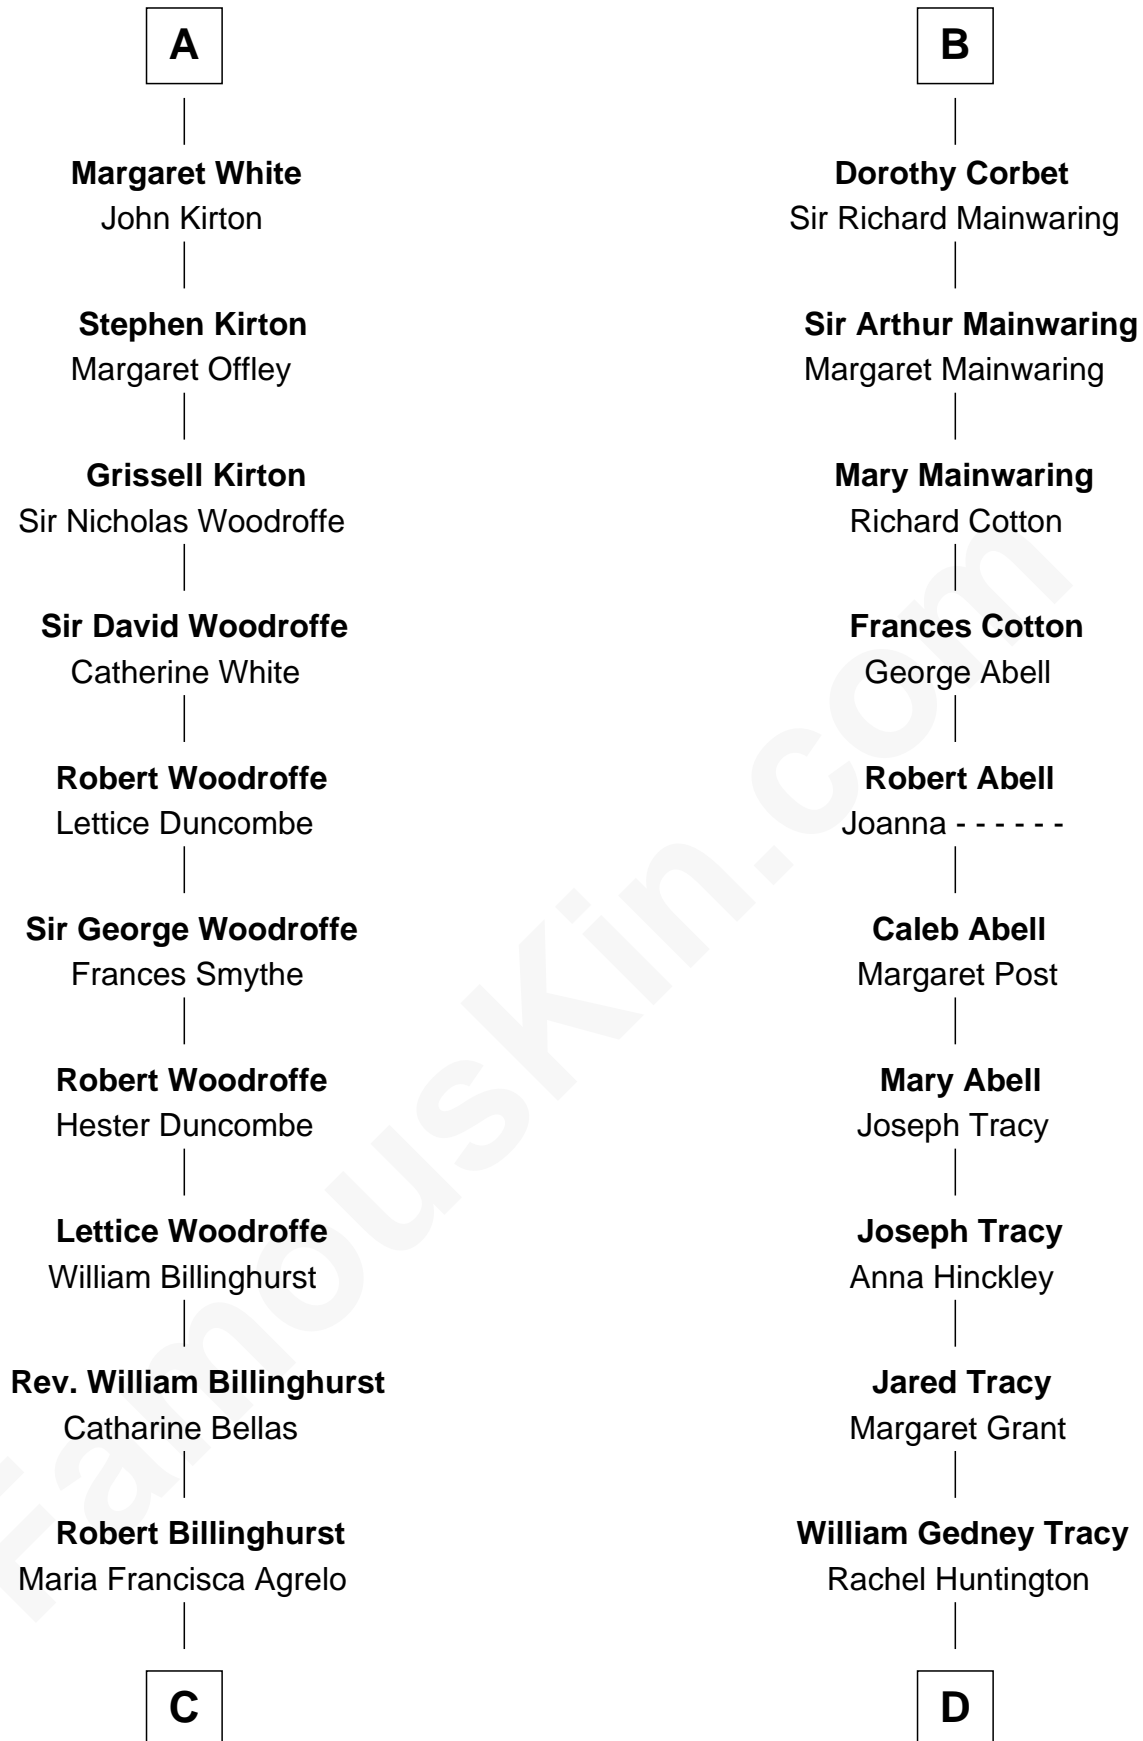 A
Margaret White
John Kirton
Stephen Kirton
Margaret Offley
Grissell Kirton
Sir Nicholas Woodroffe
Sir David Woodroffe
Catherine White
Robert Woodroffe
Lettice Duncombe
Sir George Woodroffe
Frances Smythe
Robert Woodroffe
Hester Duncombe
Lettice Woodroffe
William Billinghurst
Rev. William Billinghurst
Catharine Bellas
Robert Billinghurst
Maria Francisca Agrelo
C
B
Dorothy Corbet
Sir Richard Mainwaring
Sir Arthur Mainwaring
Margaret Mainwaring
Mary Mainwaring
Richard Cotton
Frances Cotton
George Abell
Robert Abell
Joanna - - - - - -
Caleb Abell
Margaret Post
Mary Abell
Joseph Tracy
Joseph Tracy
Anna Hinckley
Jared Tracy
Margaret Grant
William Gedney Tracy
Rachel Huntington
D
FamousKin.com